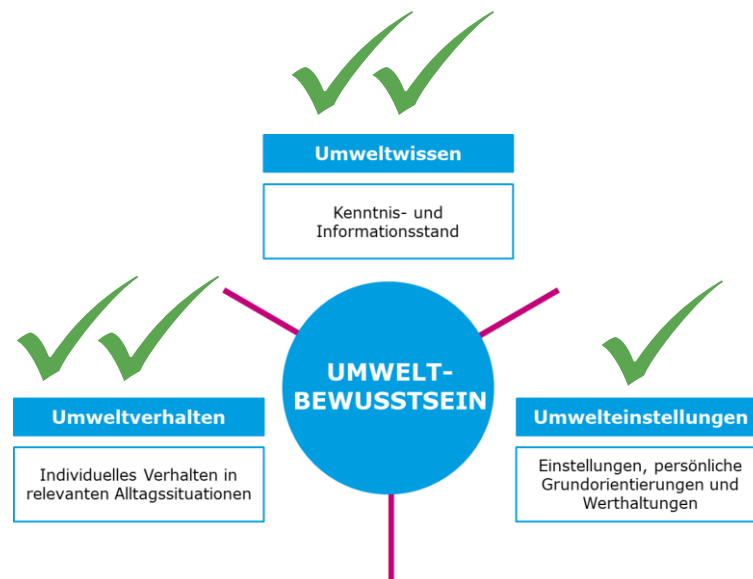 Umweltwissen
Kenntnis- und
Informationsstand
UMWELT-
BEWUSSTSEIN
Umweltverhalten
Individuelles Verhalten in
relevanten Alltagssituationen
Umwelteinstellungen
Einstellungen, persönliche
Grundorientierungen und
Werthaltungen